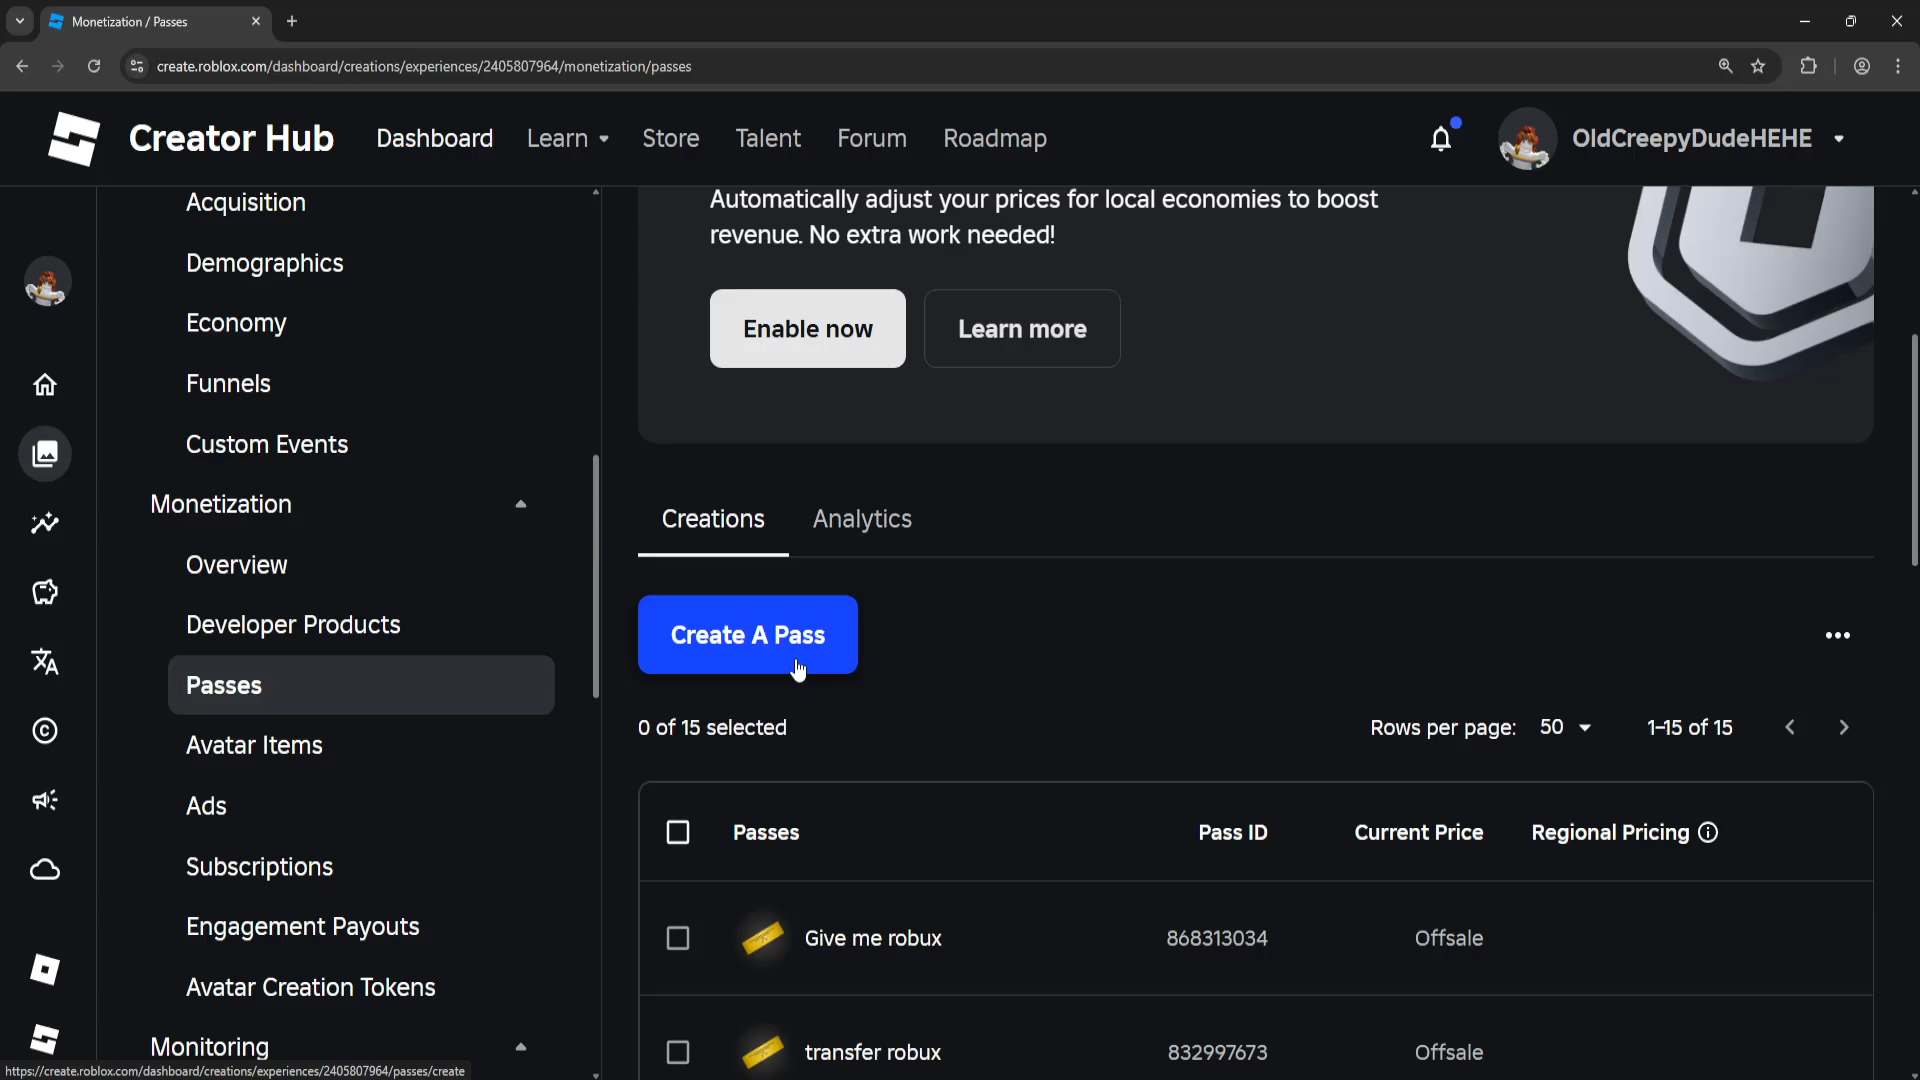 Monetization / Passes
create.roblox.com/dashboard/creations/experiences/2405807964/monetization/passes
Creator Hub
Dashboard
Learn
Store
Talent
Forum
Roadmap
OldCreepyDudeHEHE
Acquisition
Demographics
Economy
Funnels
Custom Events
Monetization
Overview
Developer Products
Passes
Avatar Items
Ads
Subscriptions
Engagement Payouts
Avatar Creation Tokens
Monitoring
Automatically adjust your prices for local economies to boost
revenue. No extra work needed!
Enable now
Learn more
Creations
Analytics
Create A Pass
0 of 15 selected
Rows per page: 50
1-15 of 15
Passes
Pass ID
Current Price
Regional Pricing
Give me robux
868313034
Offsale
transfer robux
832997673
Offsale
https://create.roblox.com/dashboard/creations/experiences/2405807964/passes/create